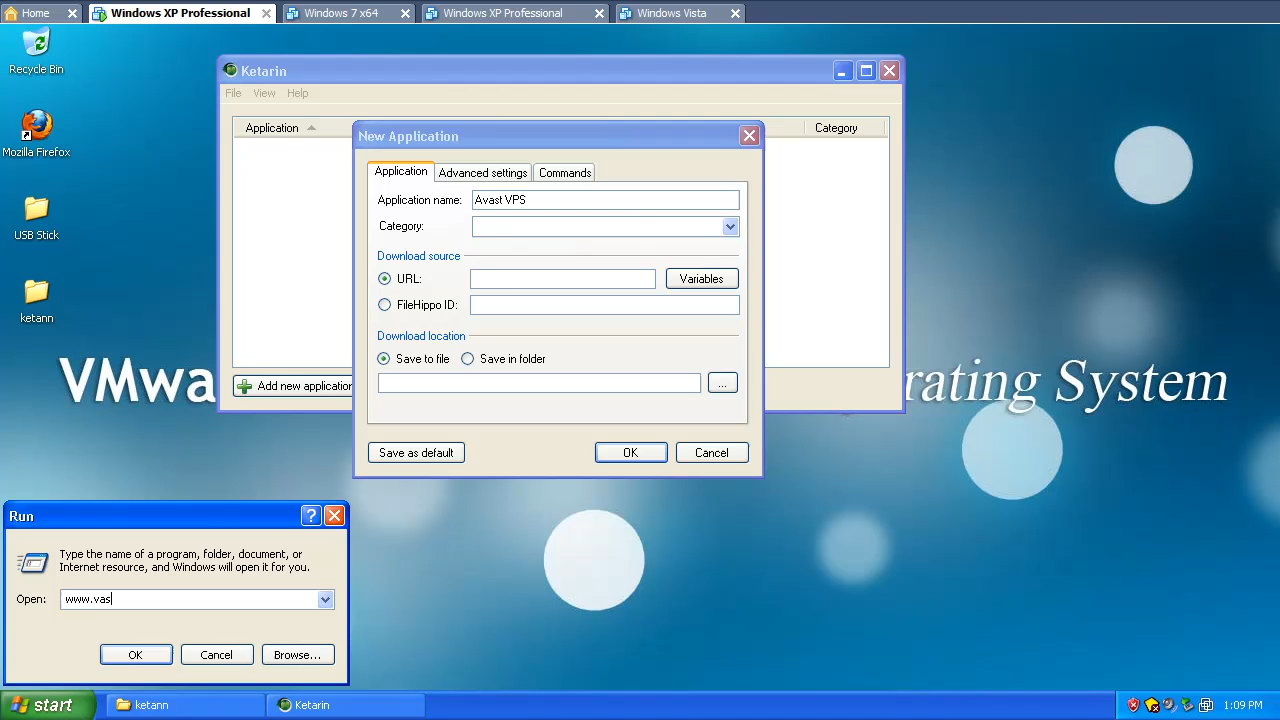 Home
Windows XP Professional
Windows 7 x64
Windows XP Professional
Windows Vista
Recycle Bin
Mozilla Firefox
USB Stick
ketann
Ketarin
File View Help
Application
Category
Add new application
New Application
Application Advanced settings Commands
Application name: Avast VPS
Category:
Download source
URL: Variables
FileHippo ID:
Download location
Save to file Save in folder
...
Save as default OK Cancel
VMwa
rating System
Run
Type the name of a program, folder, document, or
Internet resource, and Windows will open it for you.
Open: www.vas
OK Cancel Browse...
start ketann Ketarin 1:09 PM